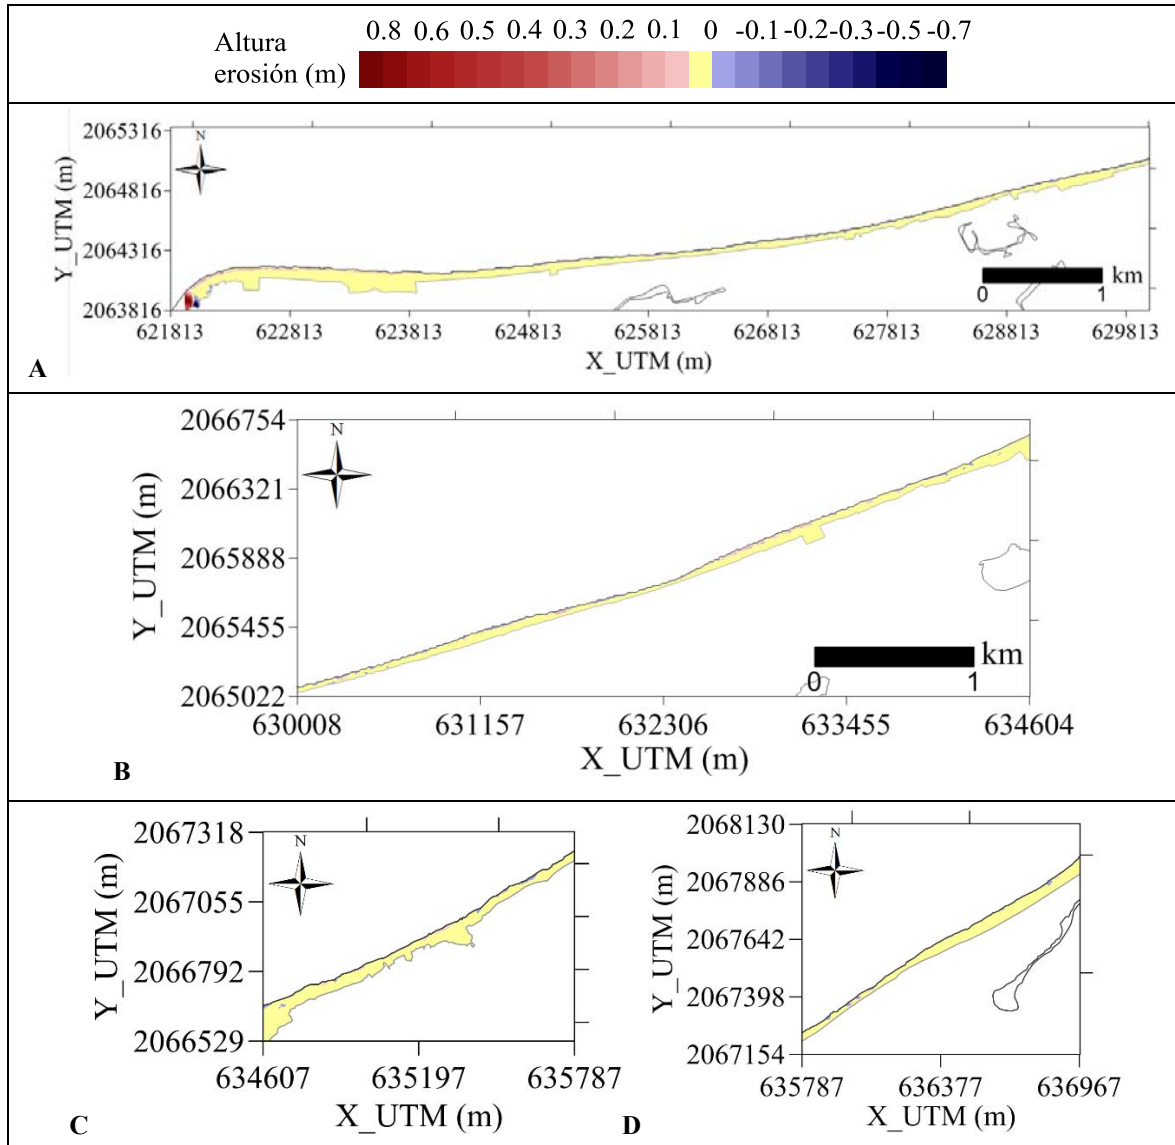 0.8 0.6 0.5 0.4 0.3 0.2 0.1 0 -0.1 -0.2 -0.3 -0.5 -0.7
Altura
erosión (m)
2065316
N
2064816
Y_UTM (m)
2064316
km
0 1
2063816
621813 622813 623813 624813 625813 626813 627813 628813 629813
X_UTM (m)
A
2066754
N
2066321
2065888
Y_UTM (m)
2065455
km
0 1
2065022
630008 631157 632306 633455 634604
X_UTM (m)
B
2067318
N
2067055
Y_UTM (m)
2066792
2066529
634607 635197 635787
X_UTM (m)
C
2068130
N
2067886
2067642
Y_UTM (m)
2067398
2067154
635787 636377 636967
X_UTM (m)
D